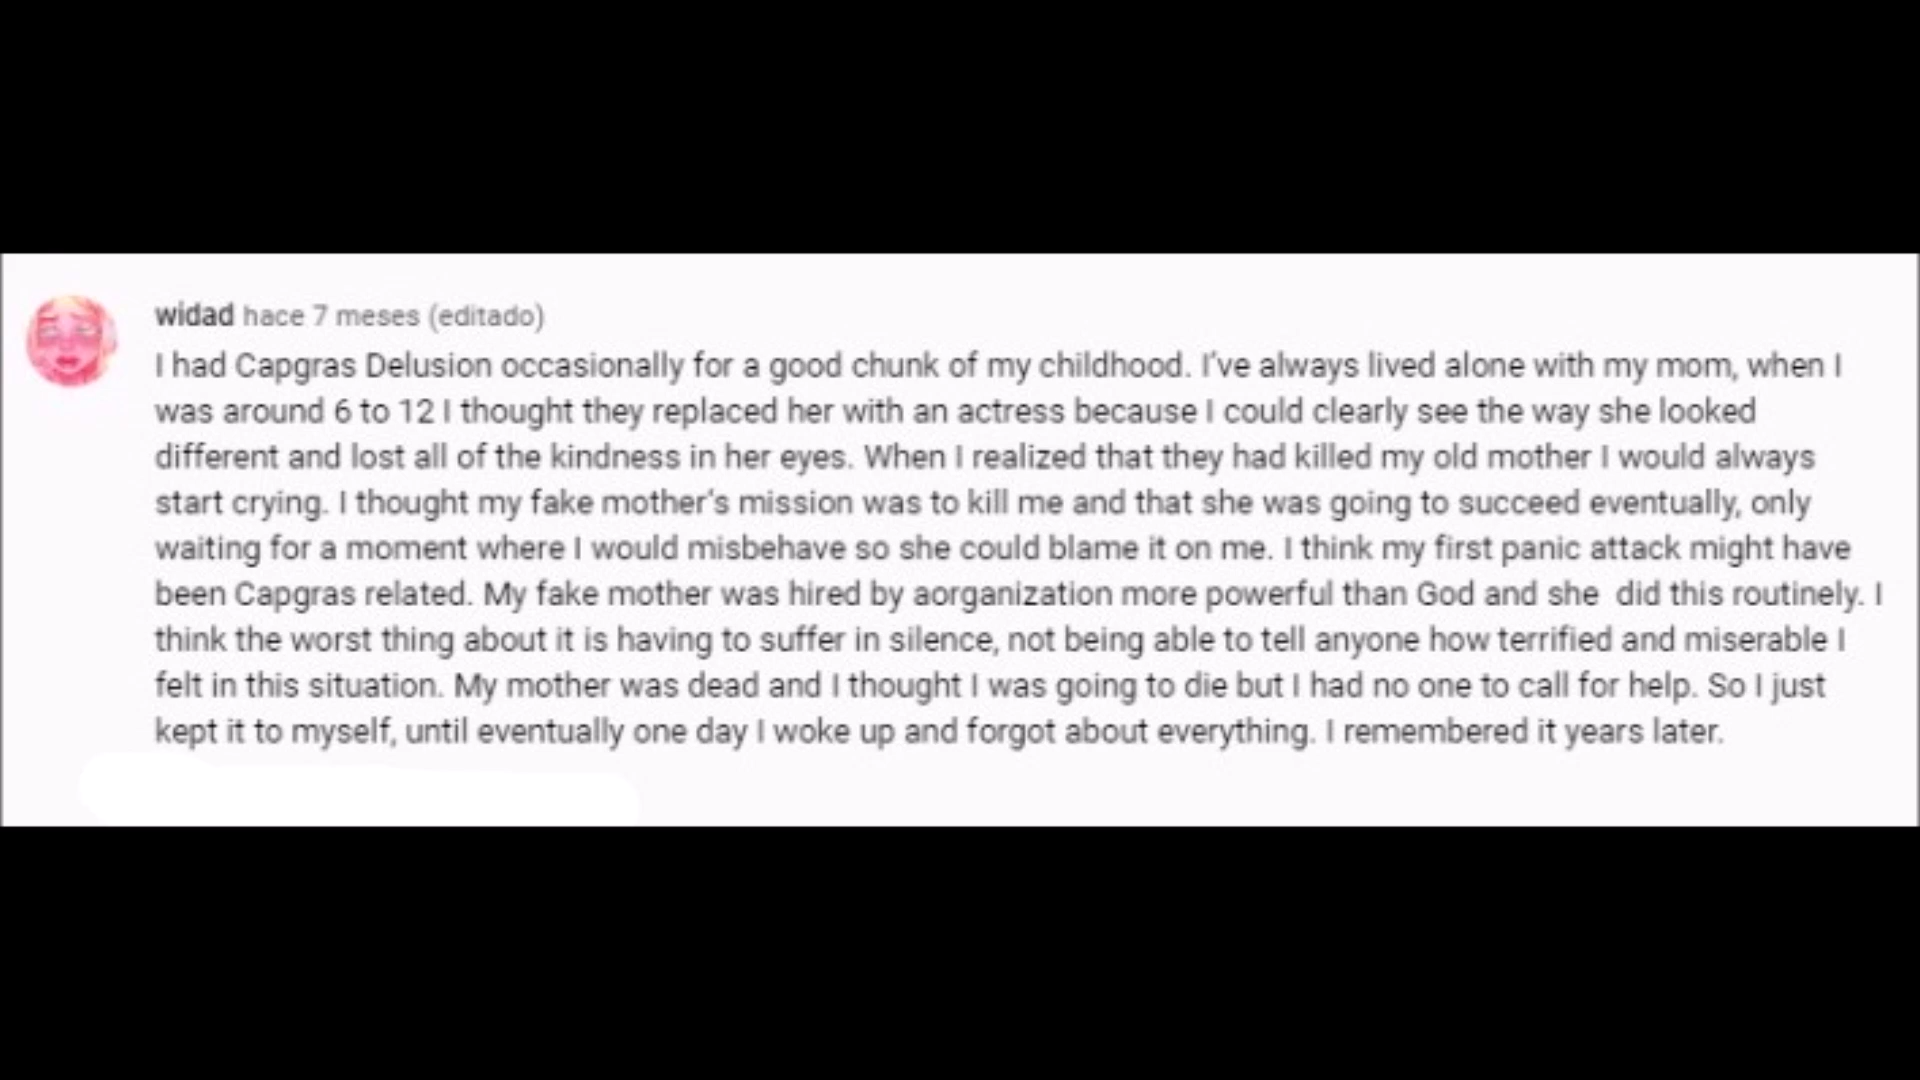 widad hace 7 meses (editado)
I had Capgras Delusion occasionally for a good chunk of my childhood. I've always lived alone with my mom, when I
was around 6 to 12 I thought they replaced her with an actress because I could clearly see the way she looked
different and lost all of the kindness in her eyes. When I realized that they had killed my old mother I would always
start crying. I thought my fake mother's mission was to kill me and that she was going to succeed eventually, only
waiting for a moment where I would misbehave so she could blame it on me. I think my first panic attack might have
been Capgras related. My fake mother was hired by aorganization more powerful than God and she  did this routinely. I
think the worst thing about it is having to suffer in silence, not being able to tell anyone how terrified and miserable I
felt in this situation. My mother was dead and I thought I was going to die but I had no one to call for help. So I just
kept it to myself, until eventually one day I woke up and forgot about everything. I remembered it years later.